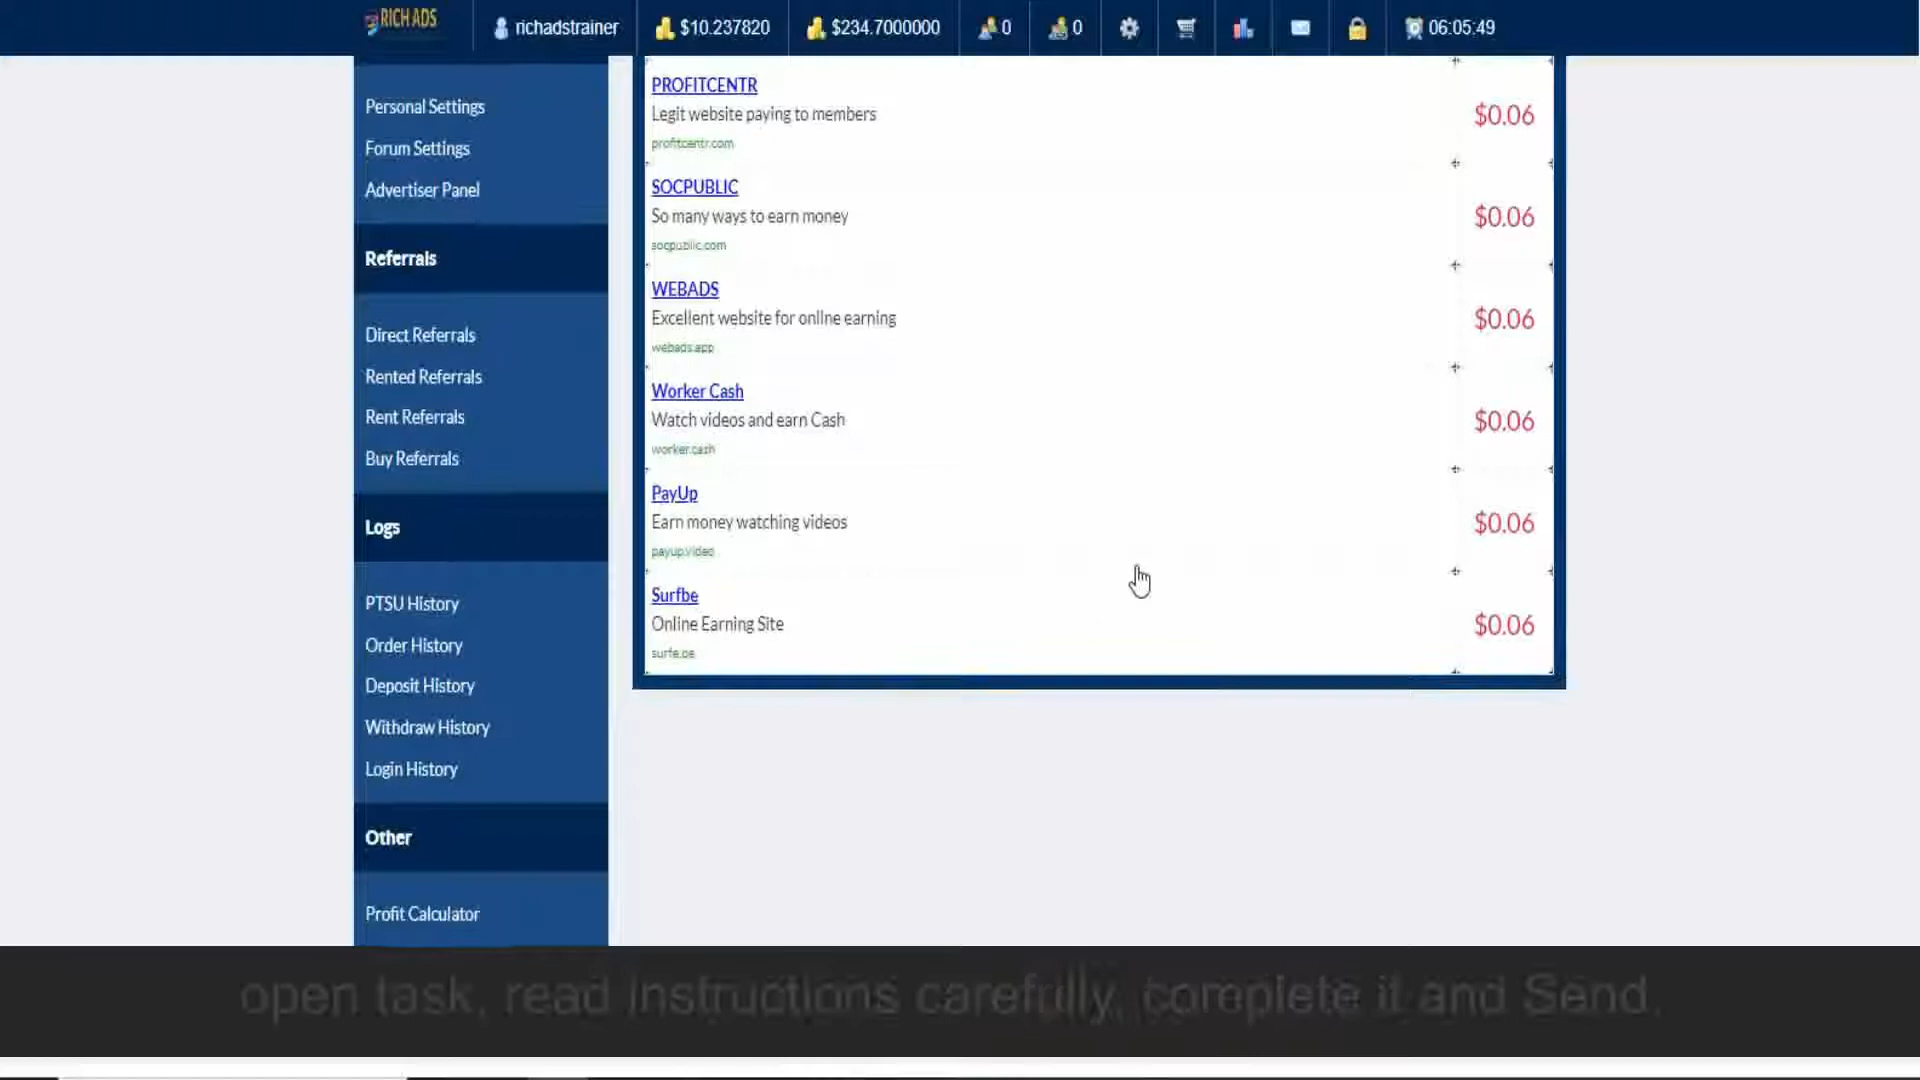 RICH ADS
richadstrainer
$10.237820
$234.7000000
0
0
06:05:49
Personal Settings
Forum Settings
Advertiser Panel
Referrals
Direct Referrals
Rented Referrals
Rent Referrals
Buy Referrals
Logs
PTSU History
Order History
Deposit History
Withdraw History
Login History
Other
Profit Calculator
PROFITCENTR
Legit website paying to members
$0.06
profitcentr.com
SOCPUBLIC
So many ways to earn money
$0.06
socpublic.com
WEBADS
Excellent website for online earning
$0.06
webads.app
Worker Cash
Watch videos and earn Cash
$0.06
worker.cash
PayUp
Earn money watching videos
$0.06
payup.video
Surfbe
Online Earning Site
$0.06
surfe.be
open task, read instructions carefully, complete it and Send.